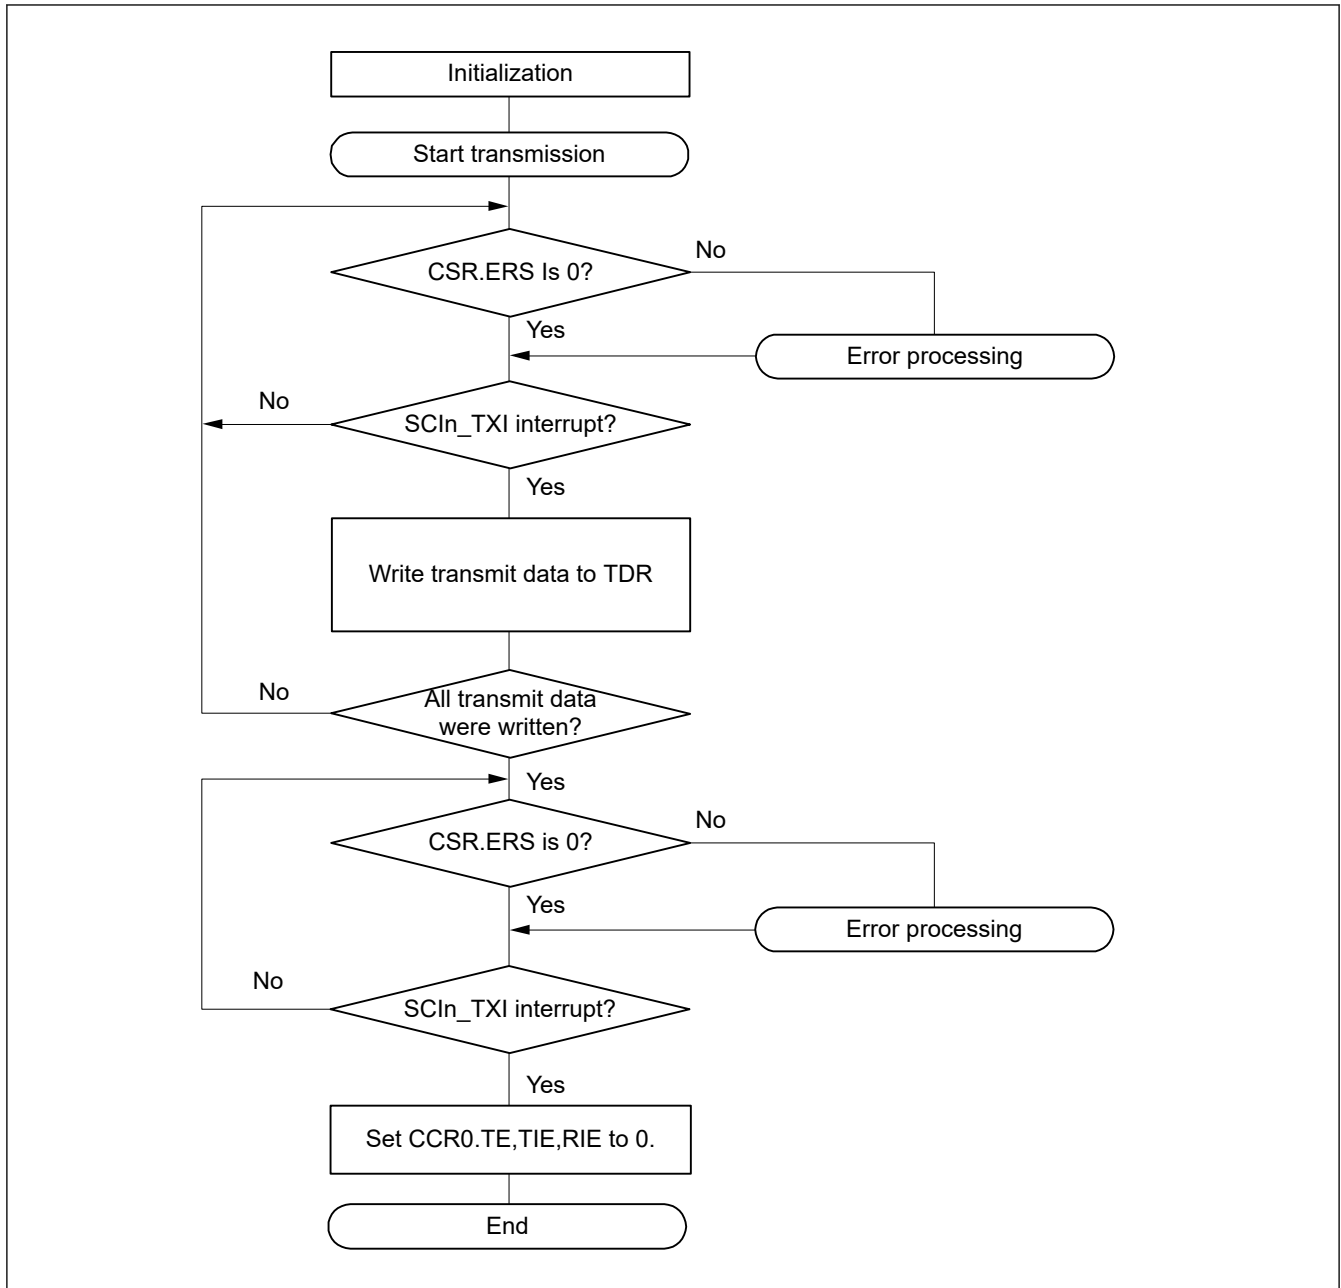 Initialization
Start transmission
CSR.ERS Is 0?
No
Yes
Error processing
No
SCIn_TXI interrupt?
Yes
Write transmit data to TDR
No
All transmit data
were written?
Yes
CSR.ERS is 0?
No
Yes
Error processing
No
SCIn_TXI interrupt?
Yes
Set CCR0.TE,TIE,RIE to 0.
End